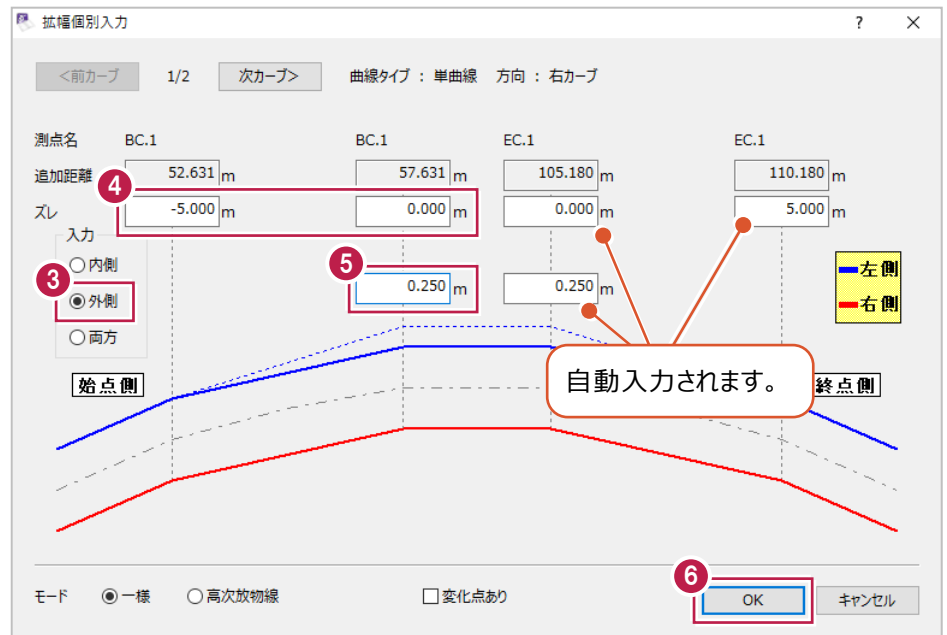 拡幅個別入力 ? ×
<前カーブ 1/2 次カーブ> 曲線タイプ : 単曲線 方向 : 右カーブ
測点名 BC.1 BC.1 EC.1 EC.1
追加距離 52.631 m 57.631 m 105.180 m 110.180 m
4
ズレ -5.000 m 0.000 m 0.000 m 5.000 m
入力
内側
3 外側
両方
5 0.250 m 0.250 m
左側
右側
自動入力されます。
始点側 終点側
6
モード 一様 高次放物線 変化点あり OK キャンセル